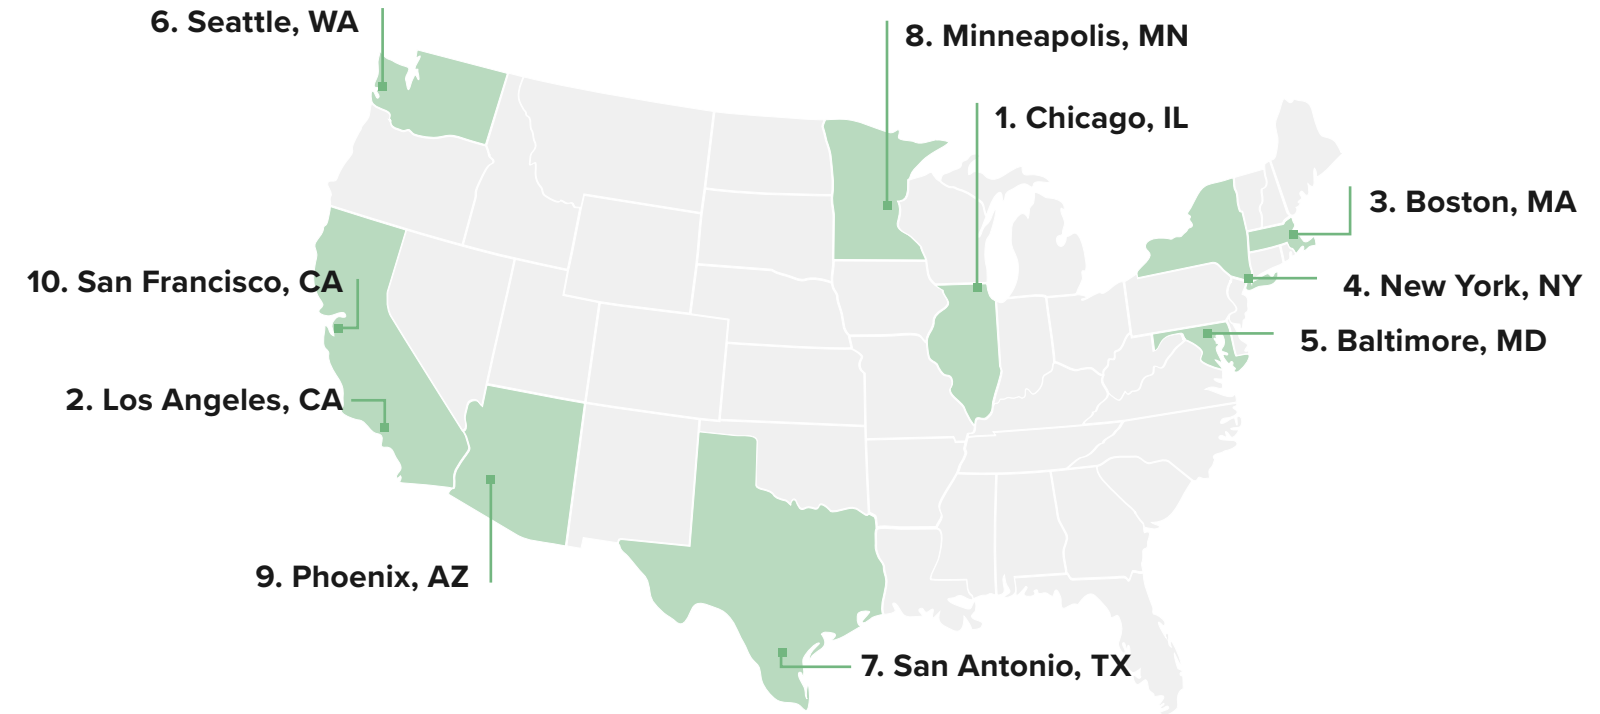 6. Seattle, WA
8. Minneapolis, MN
1. Chicago, IL
3. Boston, MA
10. San Francisco, CA
4. New York, NY
5. Baltimore, MD
2. Los Angeles, CA
9. Phoenix, AZ
7. San Antonio, TX